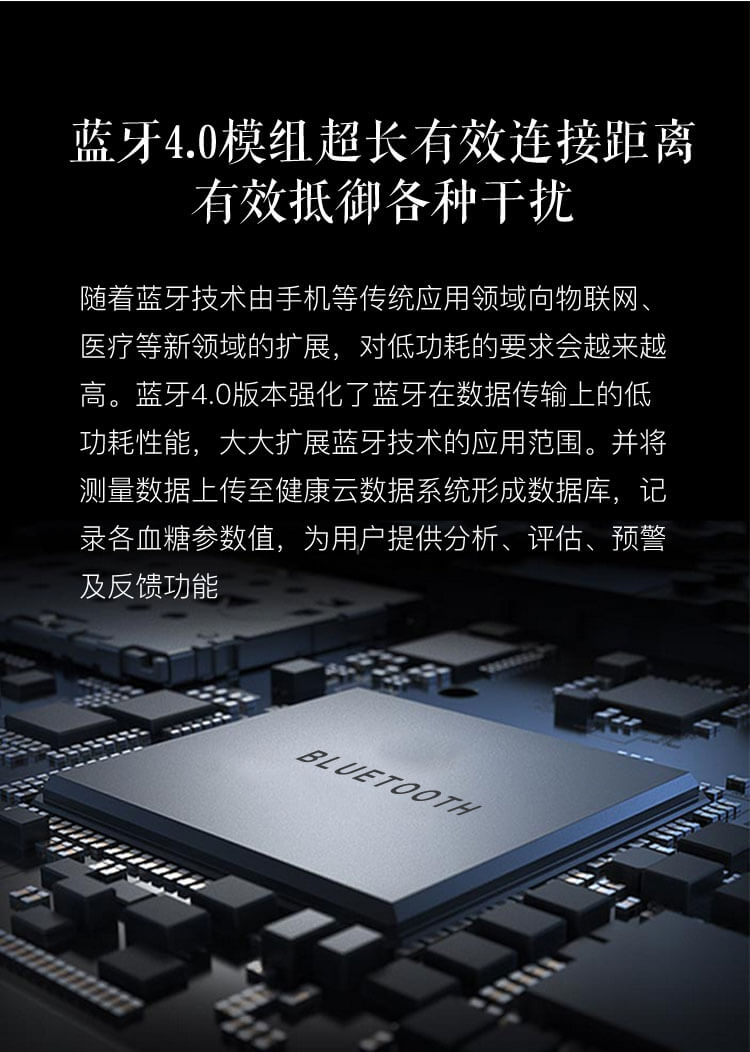 蓝牙4.0模组超长有效连接距离
有效抵御各种干扰
随着蓝牙技术由手机等传统应用领域向物联网、
医疗等新领域的扩展，对低功耗的要求会越来越
高。蓝牙4.0版本强化了蓝牙在数据传输上的低
功耗性能，大大扩展蓝牙技术的应用范围。并将
测量数据上传至健康云数据系统形成数据库，记
录各血糖参数值，为用户提供分析、评估、预警
及反馈功能
BLUETOOTH